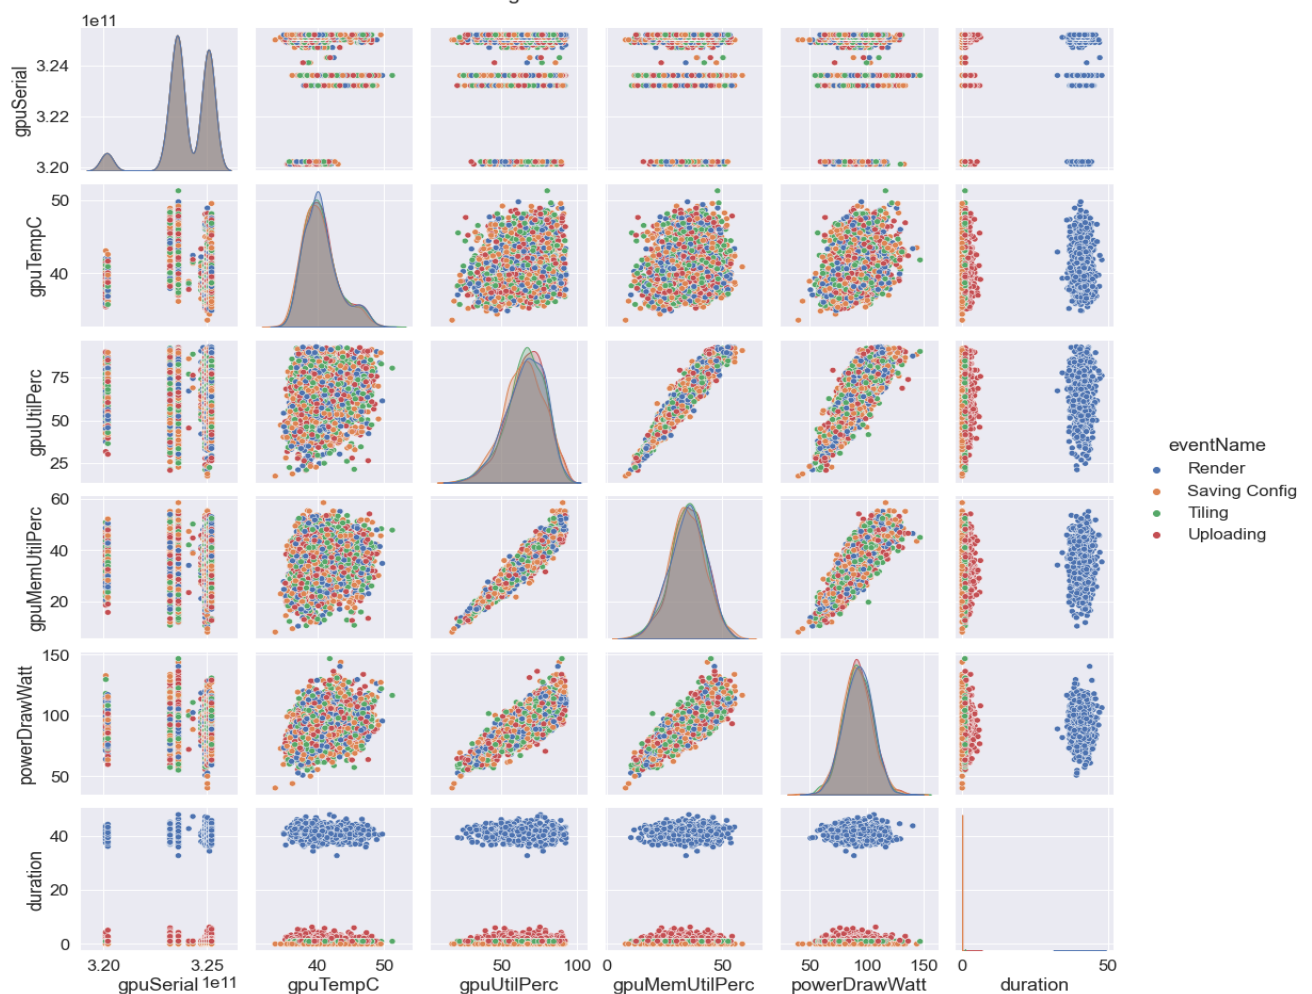 1e11
3.24
3.22
3.20
gpuSerial
50
40
gpuTempC
75
50
25
gpuUtilPerc
60
40
20
gpuMemUtilPerc
150
100
50
powerDrawWatt
40
20
0
duration
eventName
Render
Saving Config
Tiling
Uploading
3.20 3.25 40 50 50 100 0 50 50 100 150 0 50
gpuSerial 1e11 gpuTempC gpuUtilPerc gpuMemUtilPerc powerDrawWatt duration